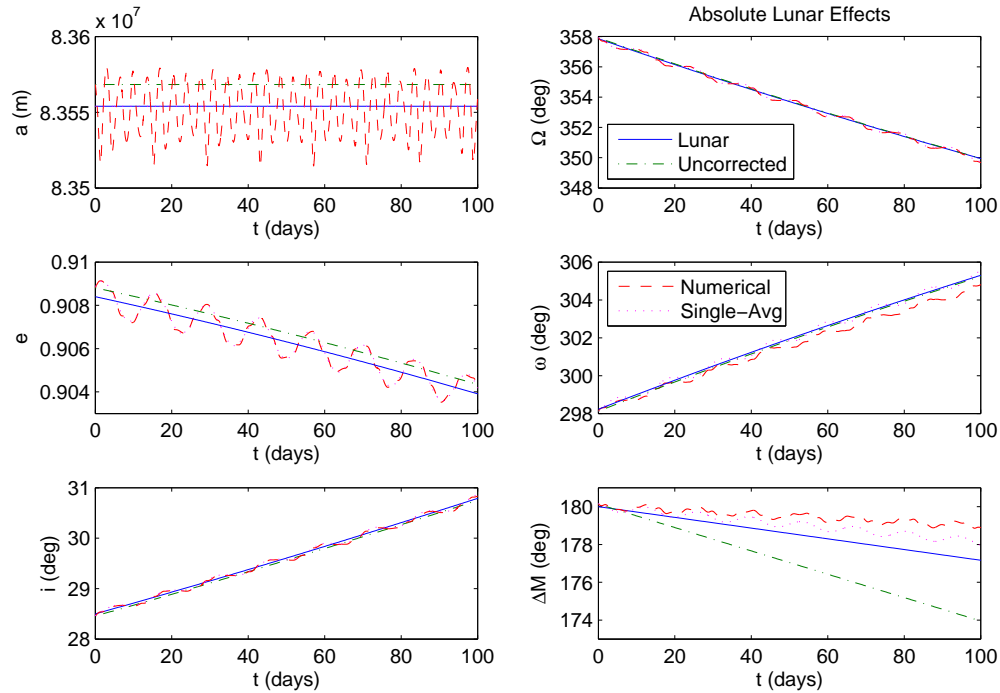 Absolute Lunar Effects
x 10^7
8.36
8.355
8.35
a (m)
0 20 40 60 80 100
t (days)
358
356
354
352
350
348
Ω (deg)
Lunar
Uncorrected
0 20 40 60 80 100
t (days)
0.91
0.908
0.906
0.904
e
0 20 40 60 80 100
t (days)
306
304
302
300
298
ω (deg)
Numerical
Single−Avg
0 20 40 60 80 100
t (days)
31
30
29
28
i (deg)
0 20 40 60 80 100
t (days)
180
178
176
174
ΔM (deg)
0 20 40 60 80 100
t (days)